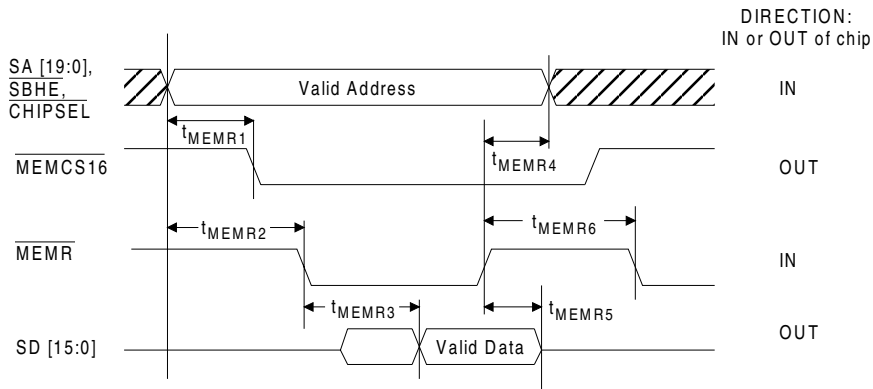 DIRECTION:
IN or OUT of chip
SA [19:0],
SBHE,
CHIPSEL
Valid Address
IN
tMEMR1
tMEMR4
MEMCS16
OUT
tMEMR2
tMEMR6
MEMR
IN
tMEMR3
tMEMR5
SD [15:0]
Valid Data
OUT